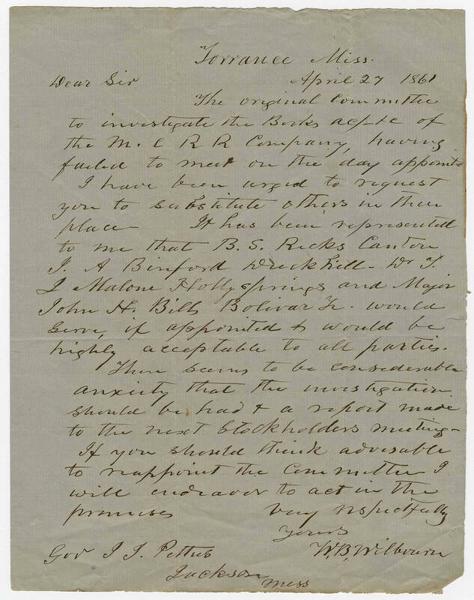 Torrance Miss.
Dear Sir April 27 1861
The original Committee
to investigate the Books &c of
the M. C R R Company, having
failed to meet on the day appointed
I have been urged to request
you to substitute others in their
place It has been represented
to me that B. S. Ricks Canton
J. A Binford Duck Hill - Dr T.
L Malone Holly springs and Major
John H. Bills Bolivar Tn. would
serve, if appointed & would be
highly acceptable to all parties.
There seems to be considerable
anxiety that the investigation
should be had & a report made
to the next Stockholders meeting -
If you should think advisable
to reappoint the Committee I
will endeavor to act in the
premises Very respectfully
Yours
Gov J J. Pettus W. B. Wilbourn
Jackson
Miss